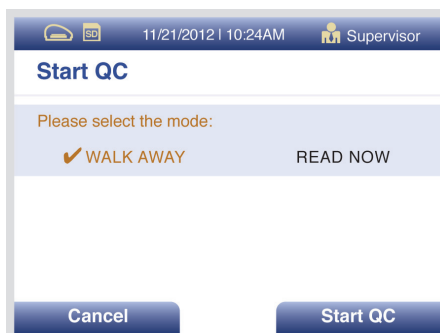 SD 11/21/2012 | 10:24AM Supervisor
Start QC
Please select the mode:
✔ WALK AWAY READ NOW
Cancel Start QC